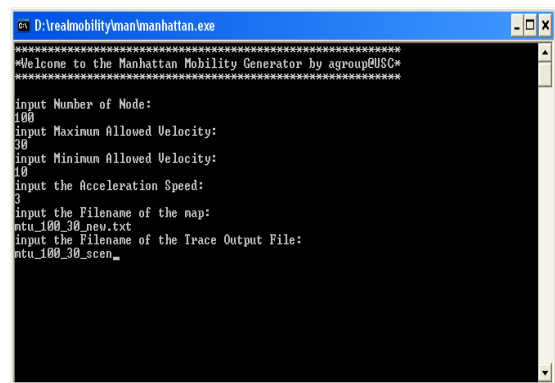 D:\realmobility\man\manhattan.exe
************************************************************
*Welcome to the Manhattan Mobility Generator by agroup@USC*
************************************************************
input Number of Node:
100
input Maximum Allowed Velocity:
30
input Minimum Allowed Velocity:
10
input the Acceleration Speed:
3
input the Filename of the map:
mtu_100_30_new.txt
input the Filename of the Trace Output File:
mtu_100_30_scen_